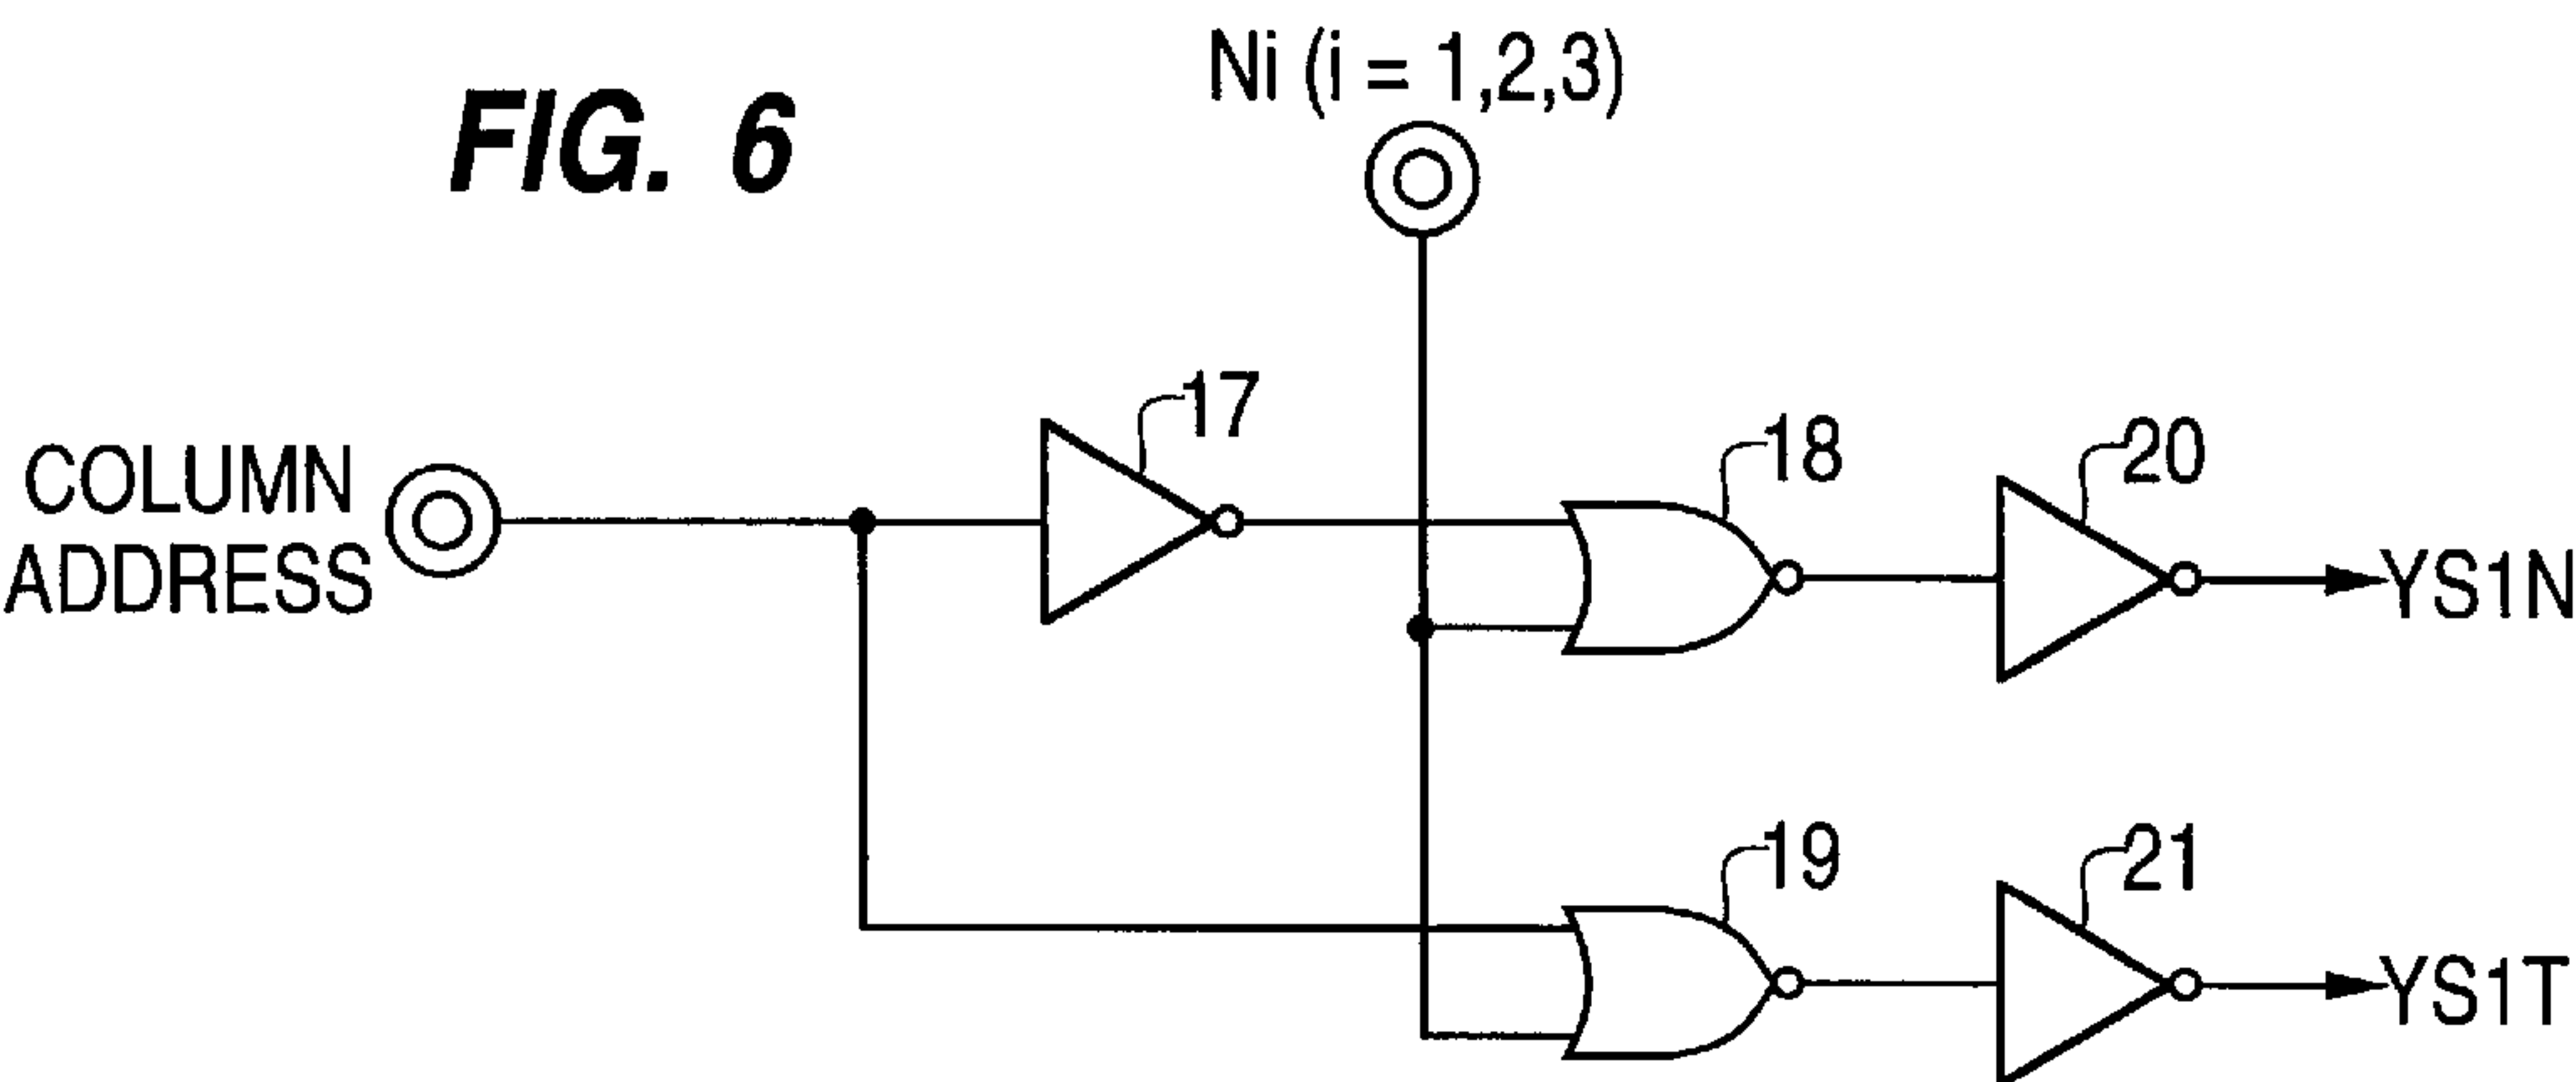 FIG. 6
Ni (i = 1,2,3)
17
18
20
COLUMN
ADDRESS
YS1N
19
21
YS1T